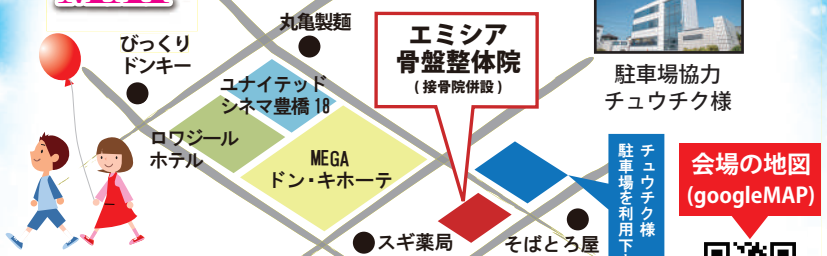 丸亀製麺
びっくり
ドンキー
エミシア
骨盤整体院
(接骨院併設)
駐車場協力
チュウチク様
ユナイテッド
シネマ豊橋18
ロワジール
ホテル
MEGA
ドン・キホーテ
チュウチク様
駐車場を利用下
会場の地図
(googleMAP)
スギ薬局
そばとろ屋